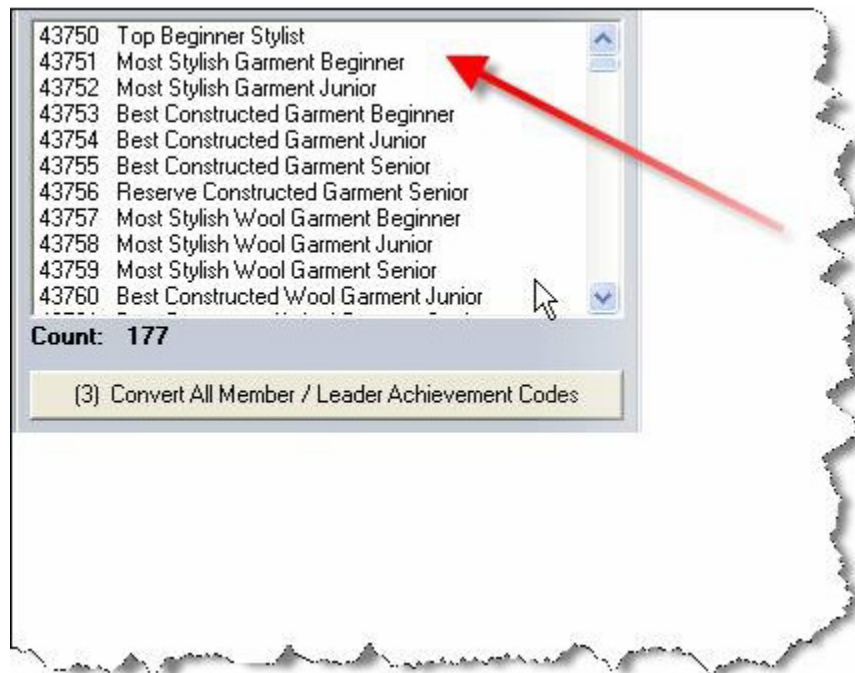 43750 Top Beginner Stylist
43751 Most Stylish Garment Beginner
43752 Most Stylish Garment Junior
43753 Best Constructed Garment Beginner
43754 Best Constructed Garment Junior
43755 Best Constructed Garment Senior
43756 Reserve Constructed Garment Senior
43757 Most Stylish Wool Garment Beginner
43758 Most Stylish Wool Garment Junior
43759 Most Stylish Wool Garment Senior
43760 Best Constructed Wool Garment Junior
Count: 177
(3) Convert All Member / Leader Achievement Codes